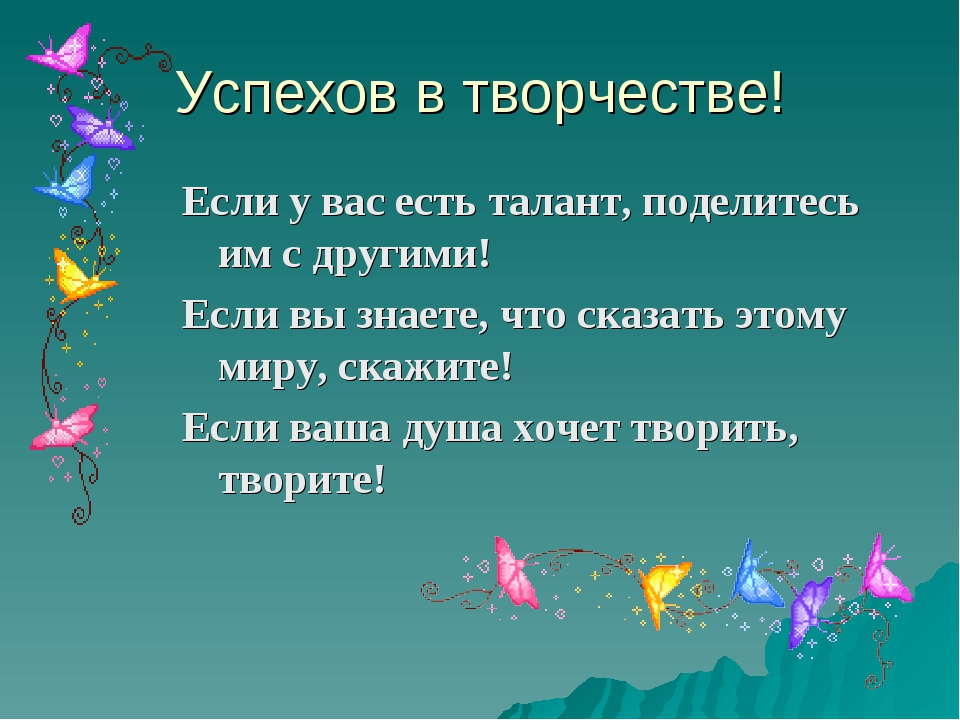 Успехов в творчестве!
Если у вас есть талант, поделитесь
им с другими!
Если вы знаете, что сказать этому
миру, скажите!
Если ваша душа хочет творить,
творите!